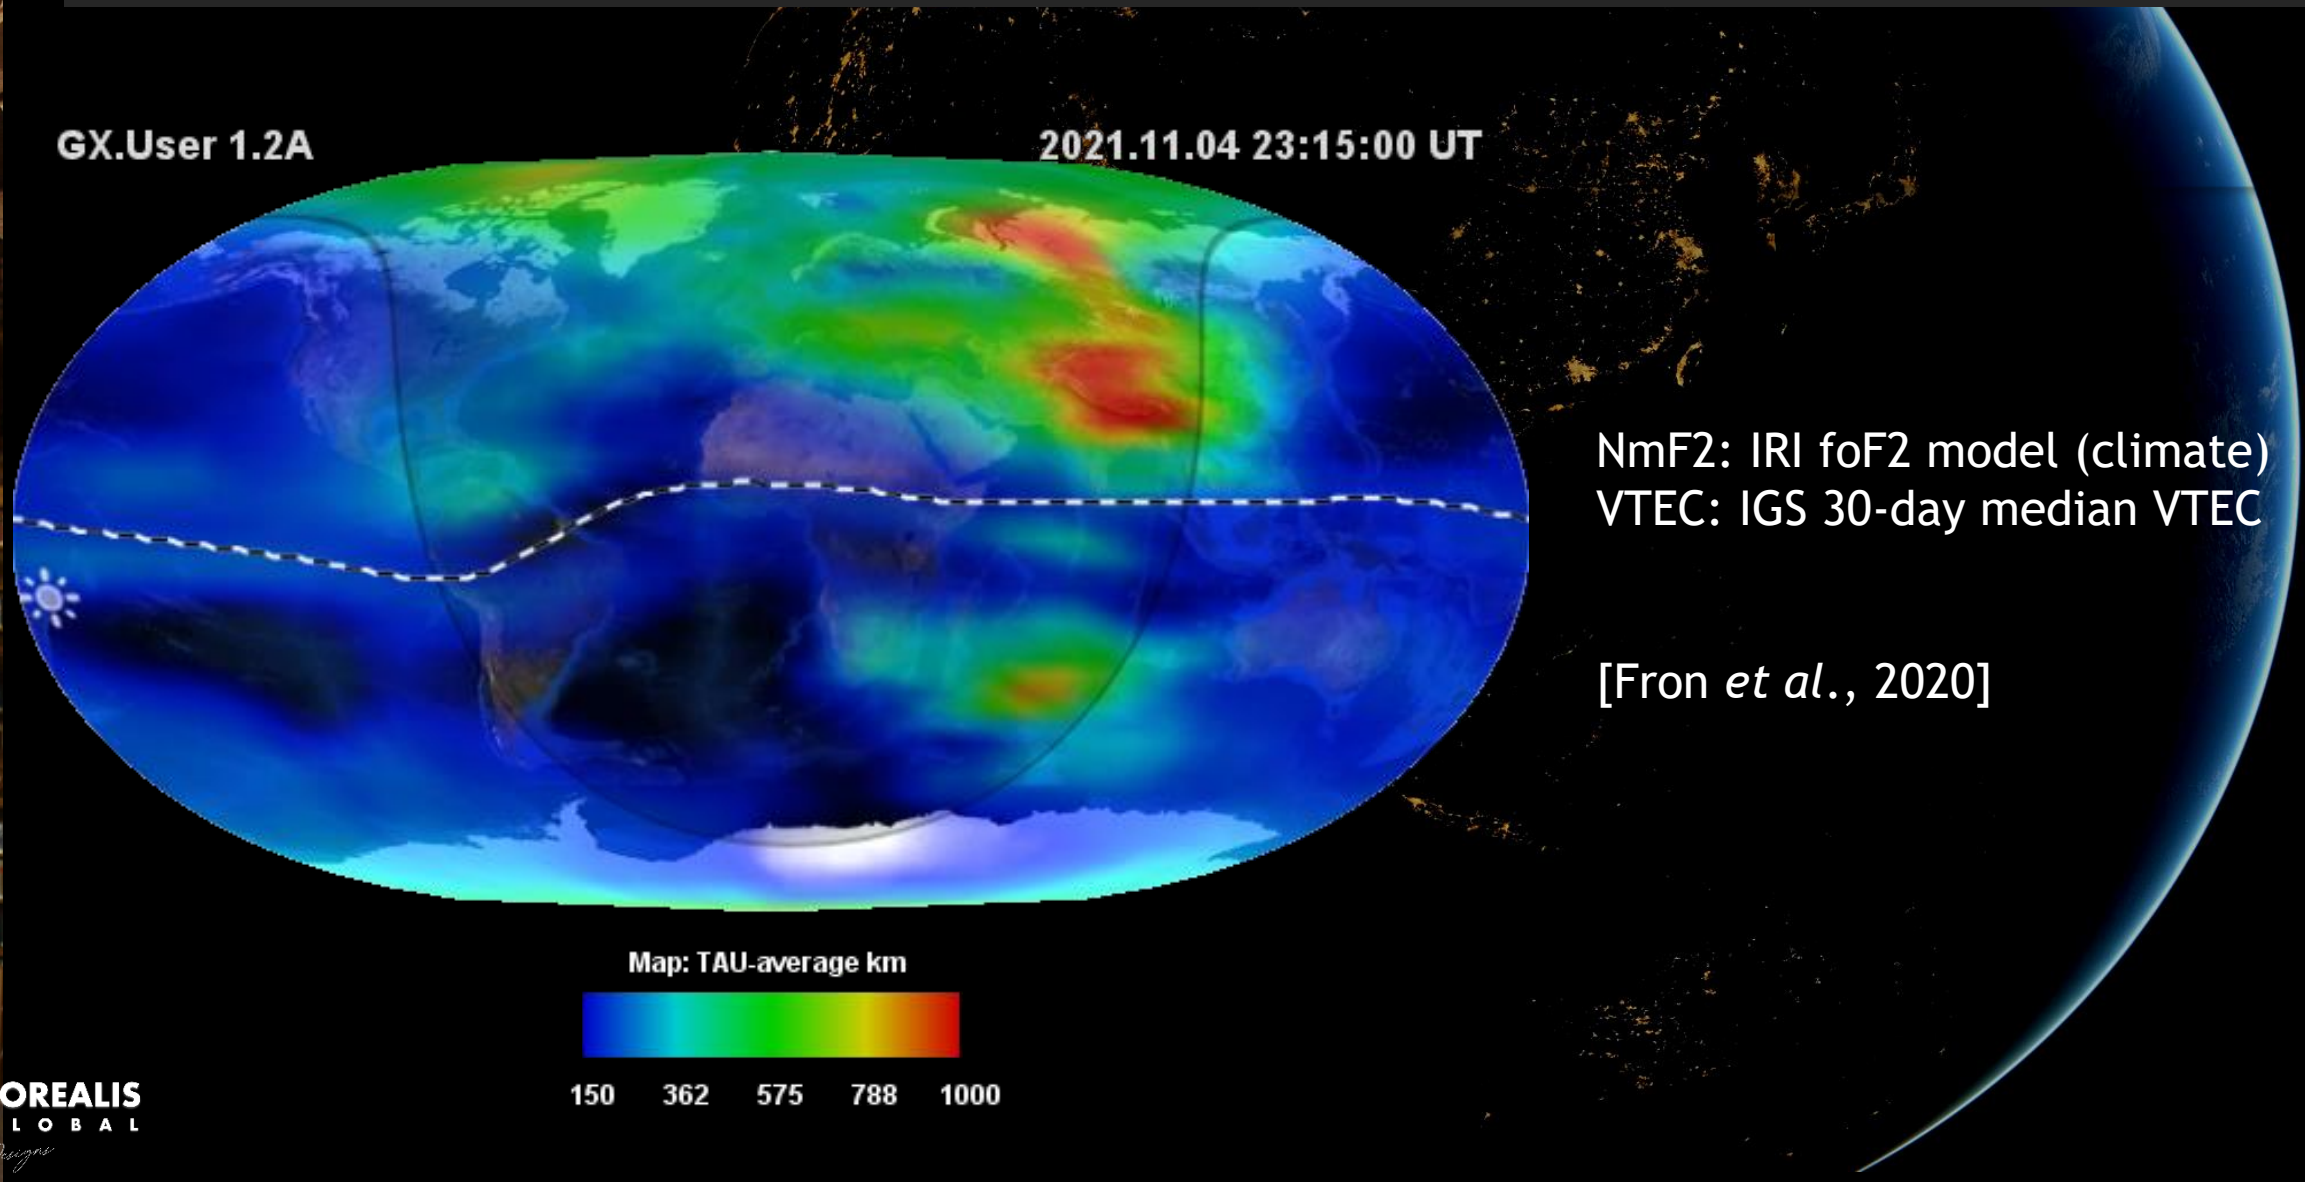 GX.User 1.2A
2021.11.04 23:15:00 UT
NmF2: IRI foF2 model (climate)
VTEC: IGS 30-day median VTEC
[Fron et al., 2020]
Map: TAU-average km
150 362 575 788 1000
OREALIS
LOBAL